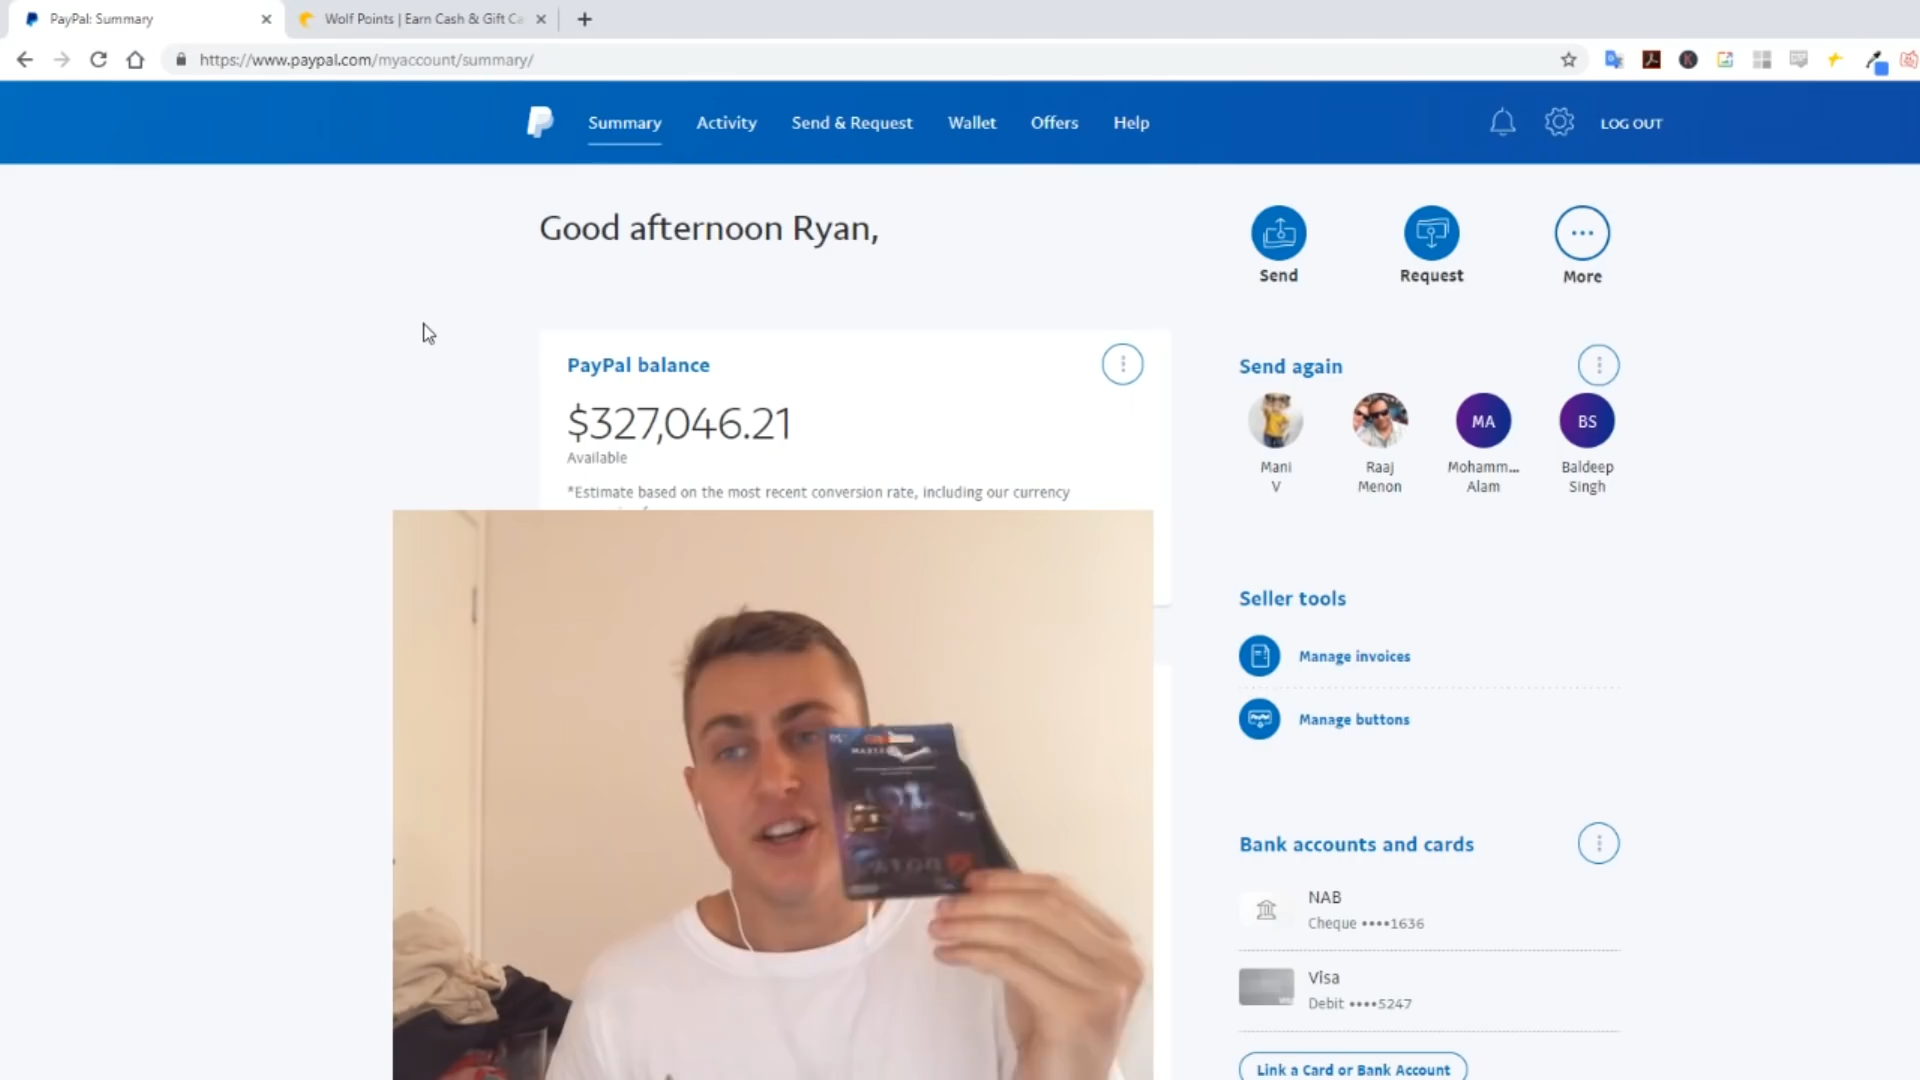 PayPal: Summary
Wolf Points | Earn Cash & Gift Ca
https://www.paypal.com/myaccount/summary/
Summary
Activity
Send & Request
Wallet
Offers
Help
LOG OUT
Good afternoon Ryan,
Send
Request
More
PayPal balance
$327,046.21
Available
*Estimate based on the most recent conversion rate, including our currency
Send again
MA
BS
Mani
V
Raaj
Menon
Mohamm...
Alam
Baldeep
Singh
Seller tools
Manage invoices
Manage buttons
Bank accounts and cards
NAB
Cheque ••••1636
Visa
Debit ••••5247
Link a Card or Bank Account